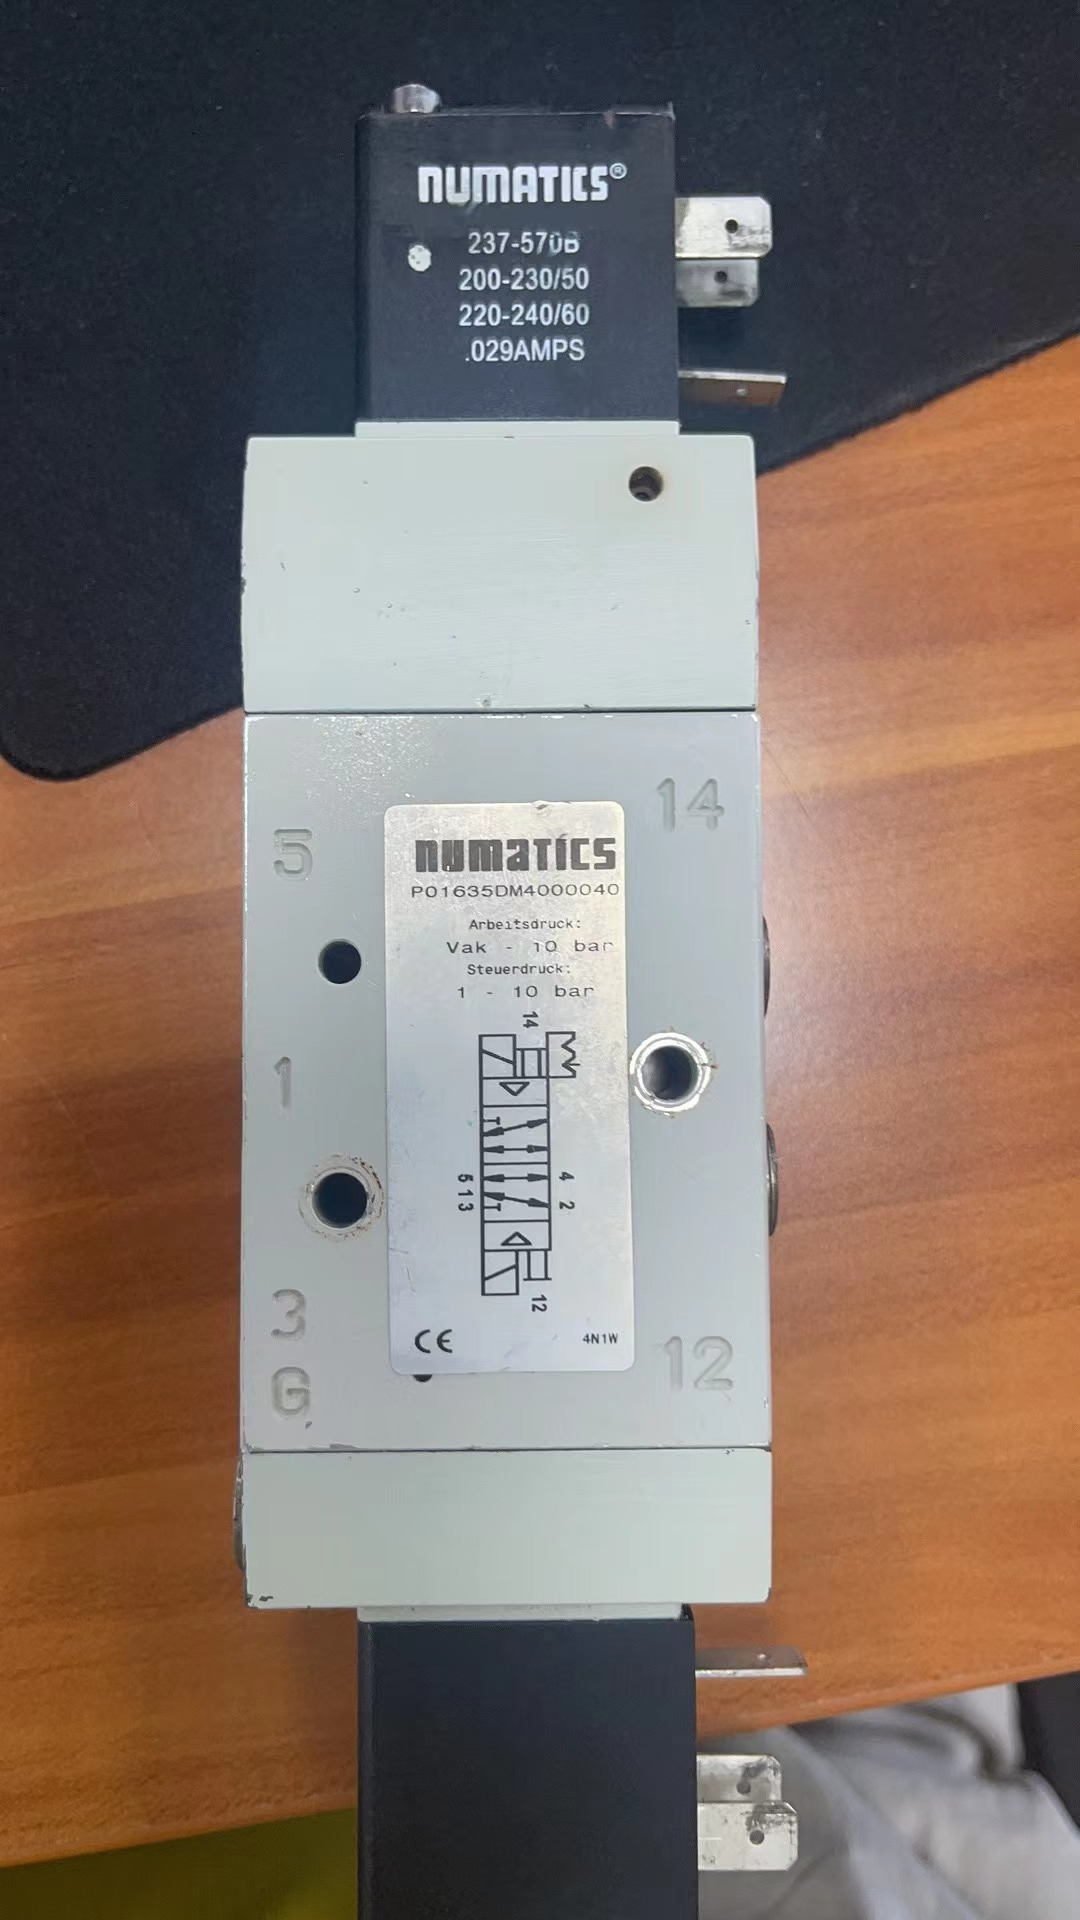 NUMATICS®
237-570B
200-230/50
220-240/60
.029AMPS
14
5
numatics
P01635DM4000040
Arbeitsdruck:
Vak - 10 bar
Steuerdruck:
1 - 10 bar
14
1
5 1 3
4
2
12
3
CE
4N1W
12
G